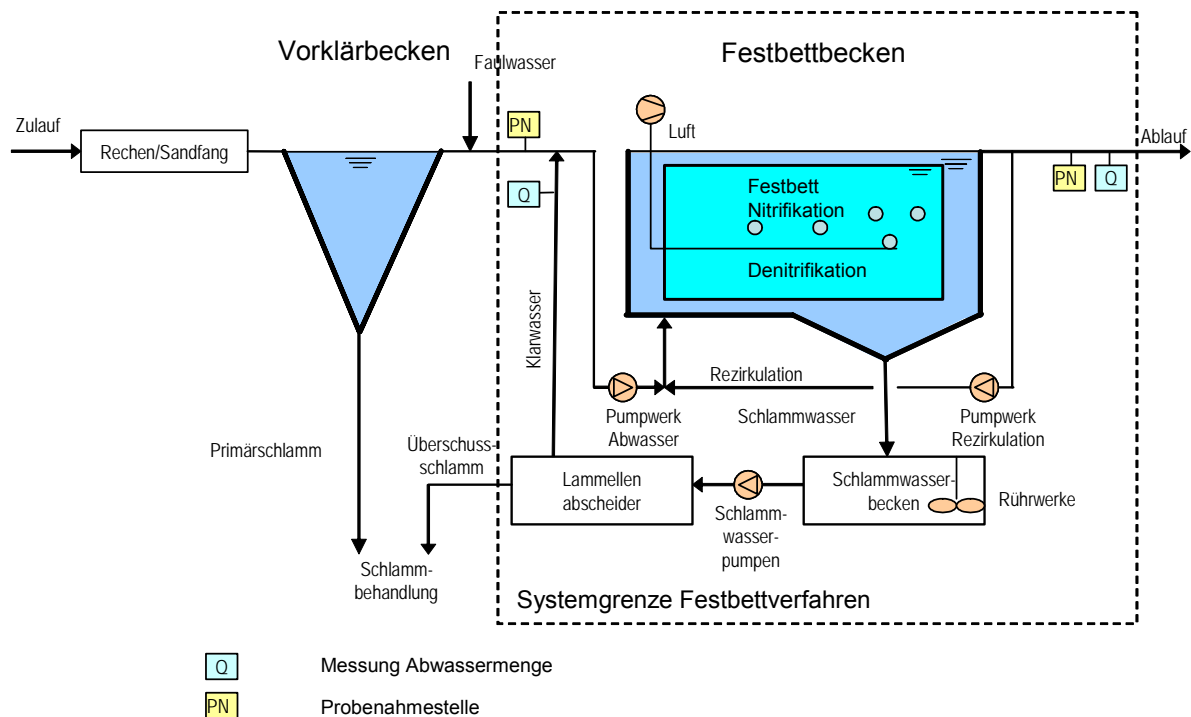 Vorklärbecken
Festbettbecken
Faulwasser
Zulauf
Rechen/Sandfang
PN
Q
Luft
Ablauf
PN
Q
Festbett
Nitrifikation
Denitrifikation
Klarwasser
Rezirkulation
Pumpwerk
Abwasser
Schlammwasser
Pumpwerk
Rezirkulation
Primärschlamm
Überschuss-
schlamm
Lammellen
abscheider
Schlamm-
wasser-
pumpen
Schlammwasser-
becken
Rührwerke
Schlamm-
behandlung
Systemgrenze Festbettverfahren
Q
Messung Abwassermenge
PN
Probenahmestelle